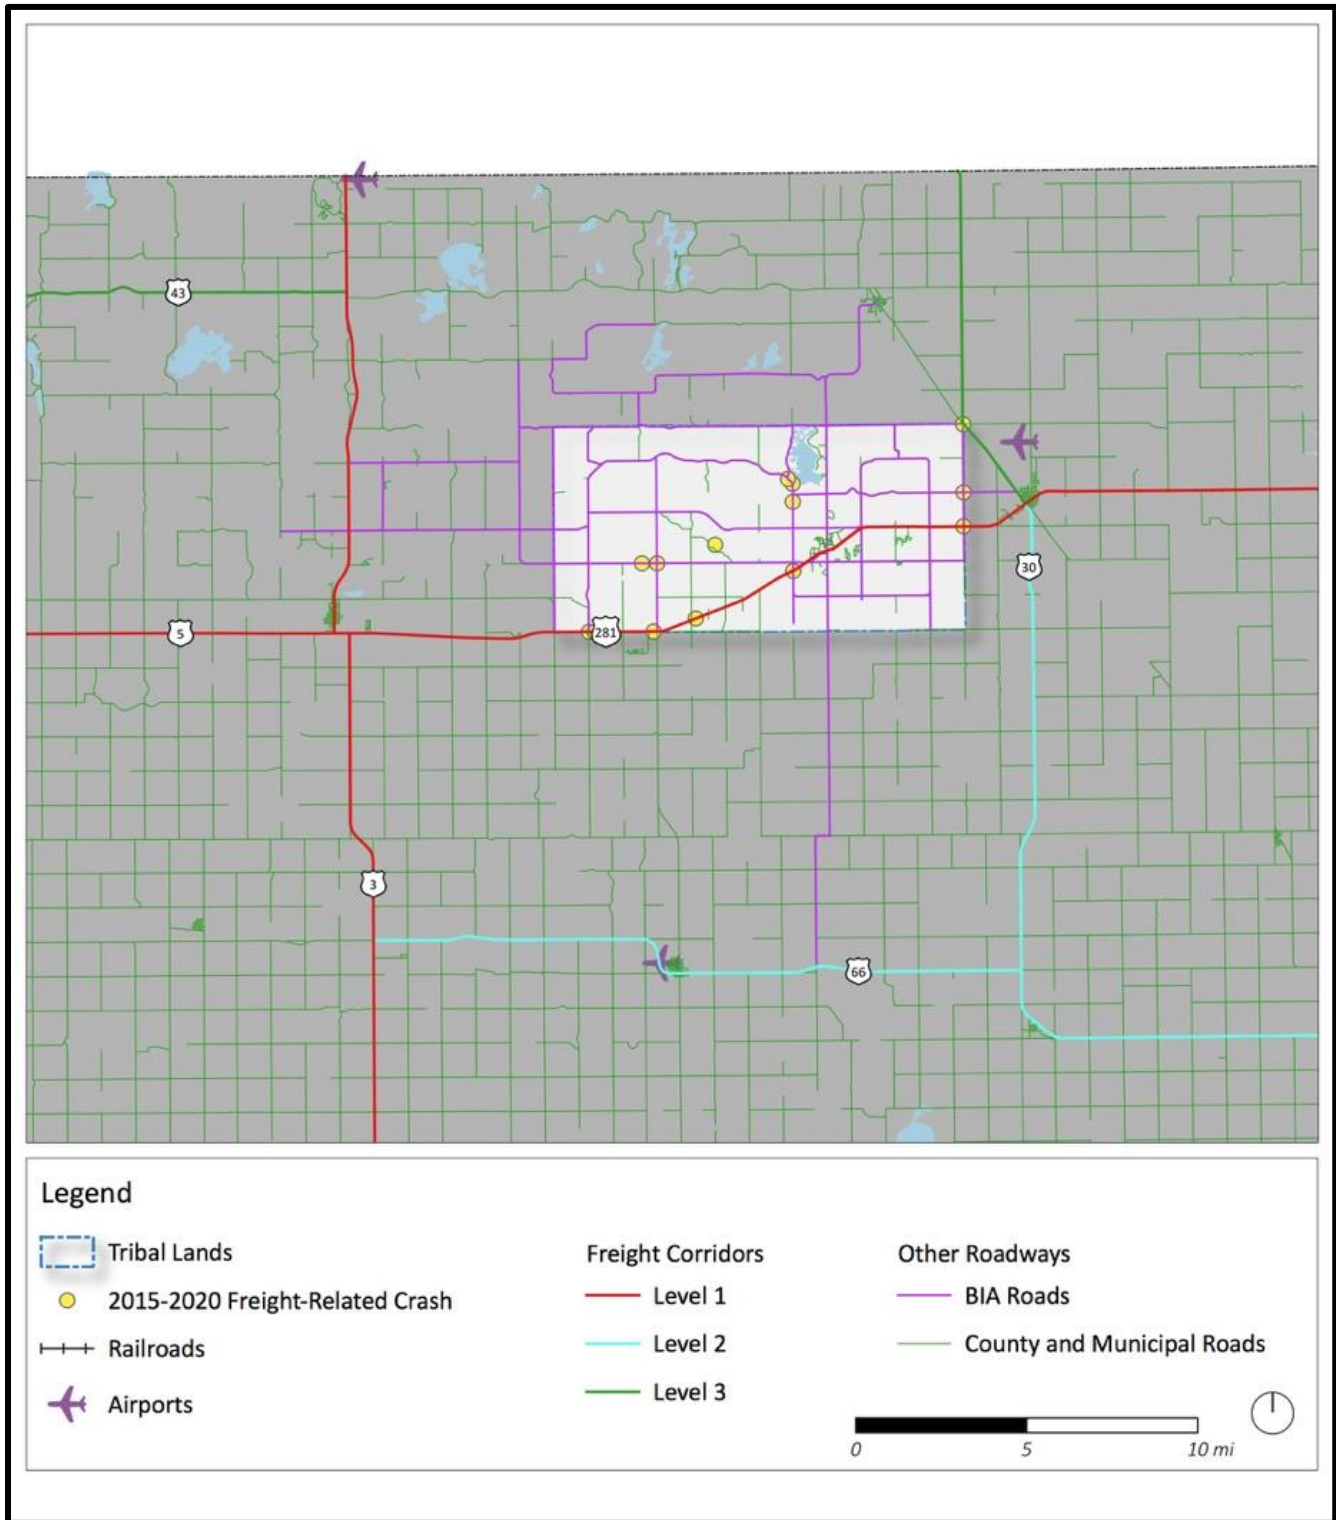 43
30
5
281
3
66
Legend
Tribal Lands
2015-2020 Freight-Related Crash
Railroads
Airports
Freight Corridors
Level 1
Level 2
Level 3
Other Roadways
BIA Roads
County and Municipal Roads
0 5 10 mi